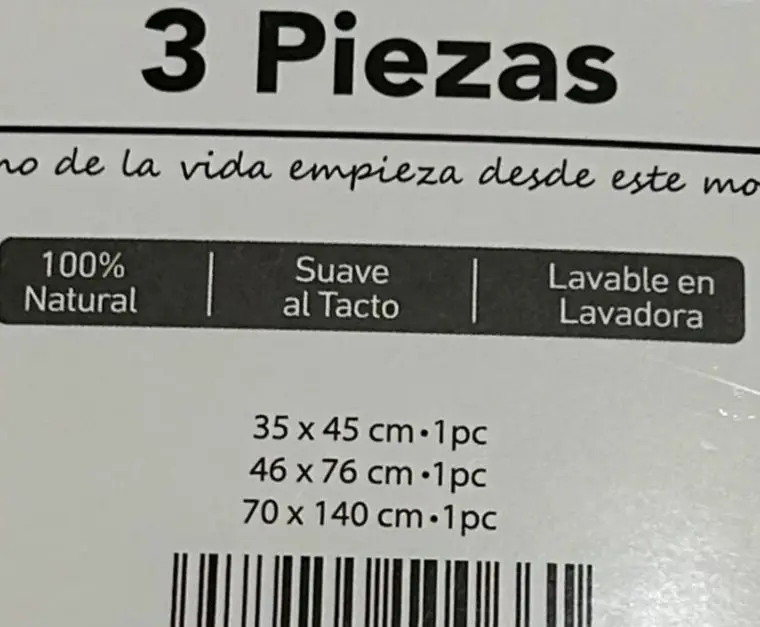 3 Piezas
de la vida empieza desde este
100%
Natural
Suave
al Tacto
Lavable en
Lavadora
35 x 45 cm•1pc
46 x 76 cm•1pc
70 x 140 cm•1pc